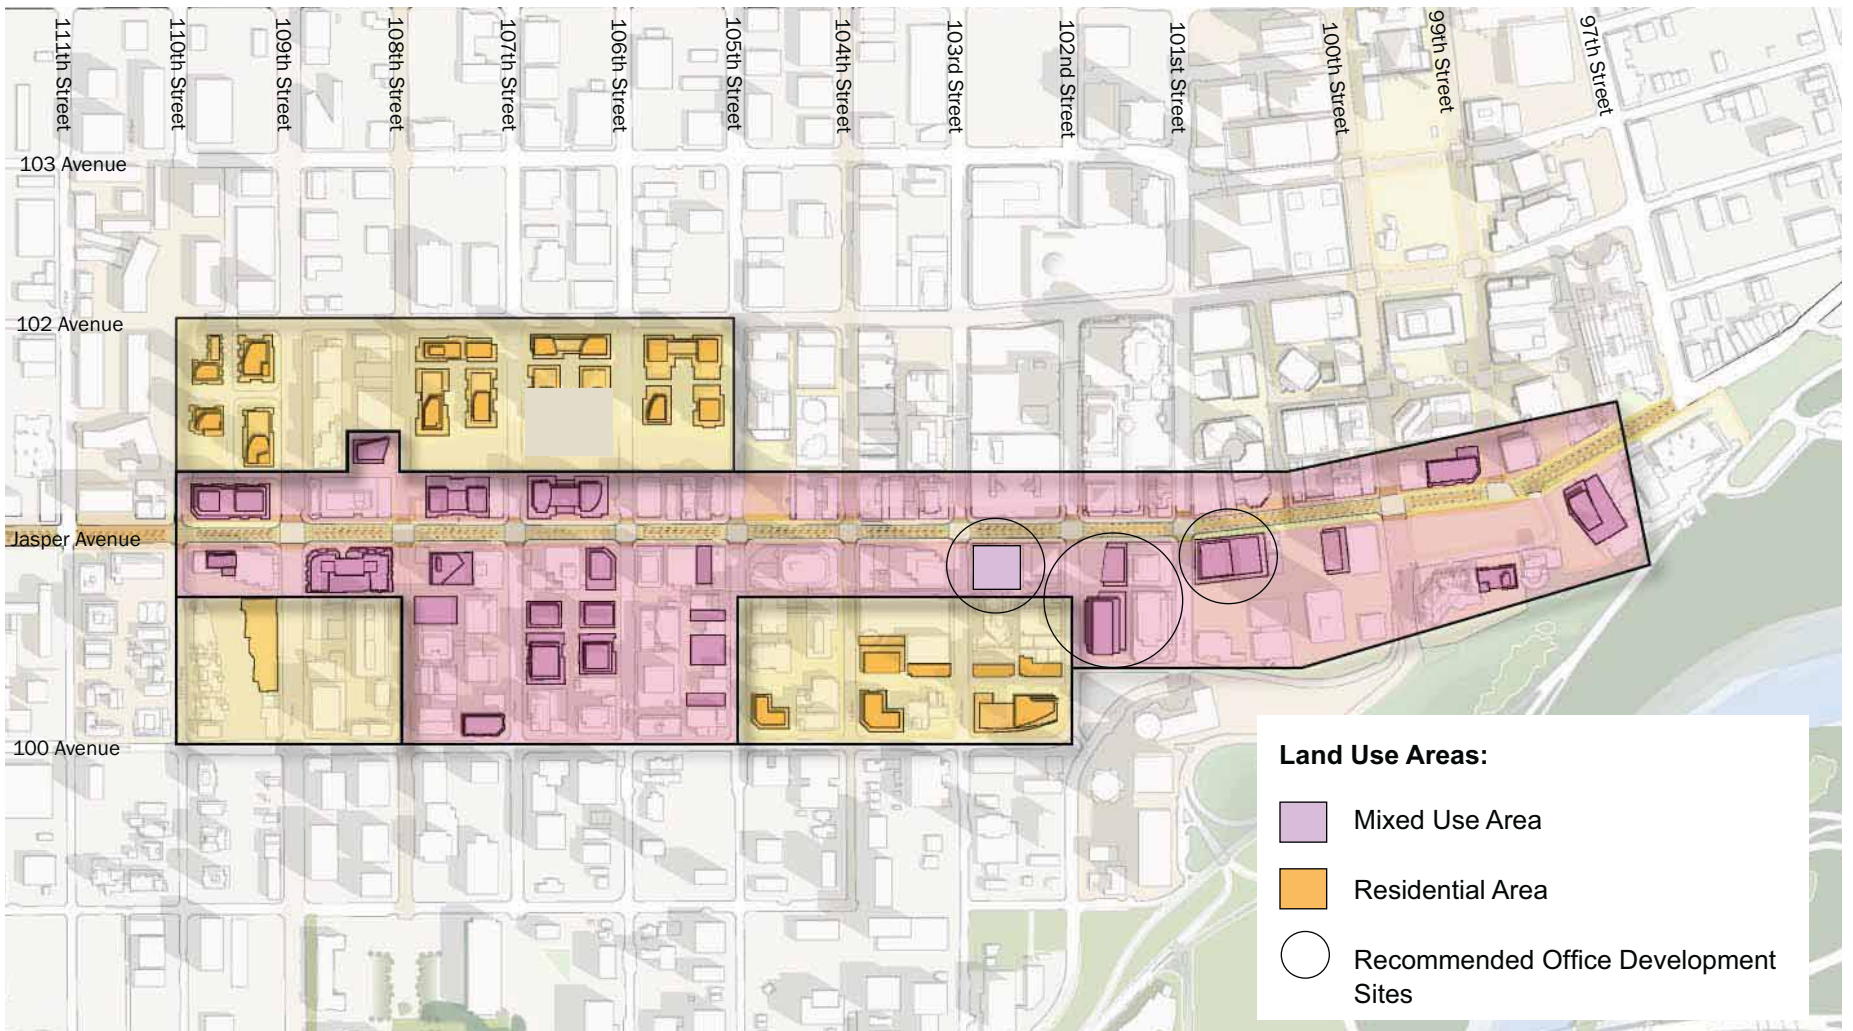 111th Street
110th Street
109th Street
108th Street
107th Street
106th Street
105th Street
104th Street
103rd Street
102nd Street
101st Street
100th Street
99th Street
97th Street
103 Avenue
102 Avenue
Jasper Avenue
100 Avenue
Land Use Areas:
Mixed Use Area
Residential Area
Recommended Office Development
Sites